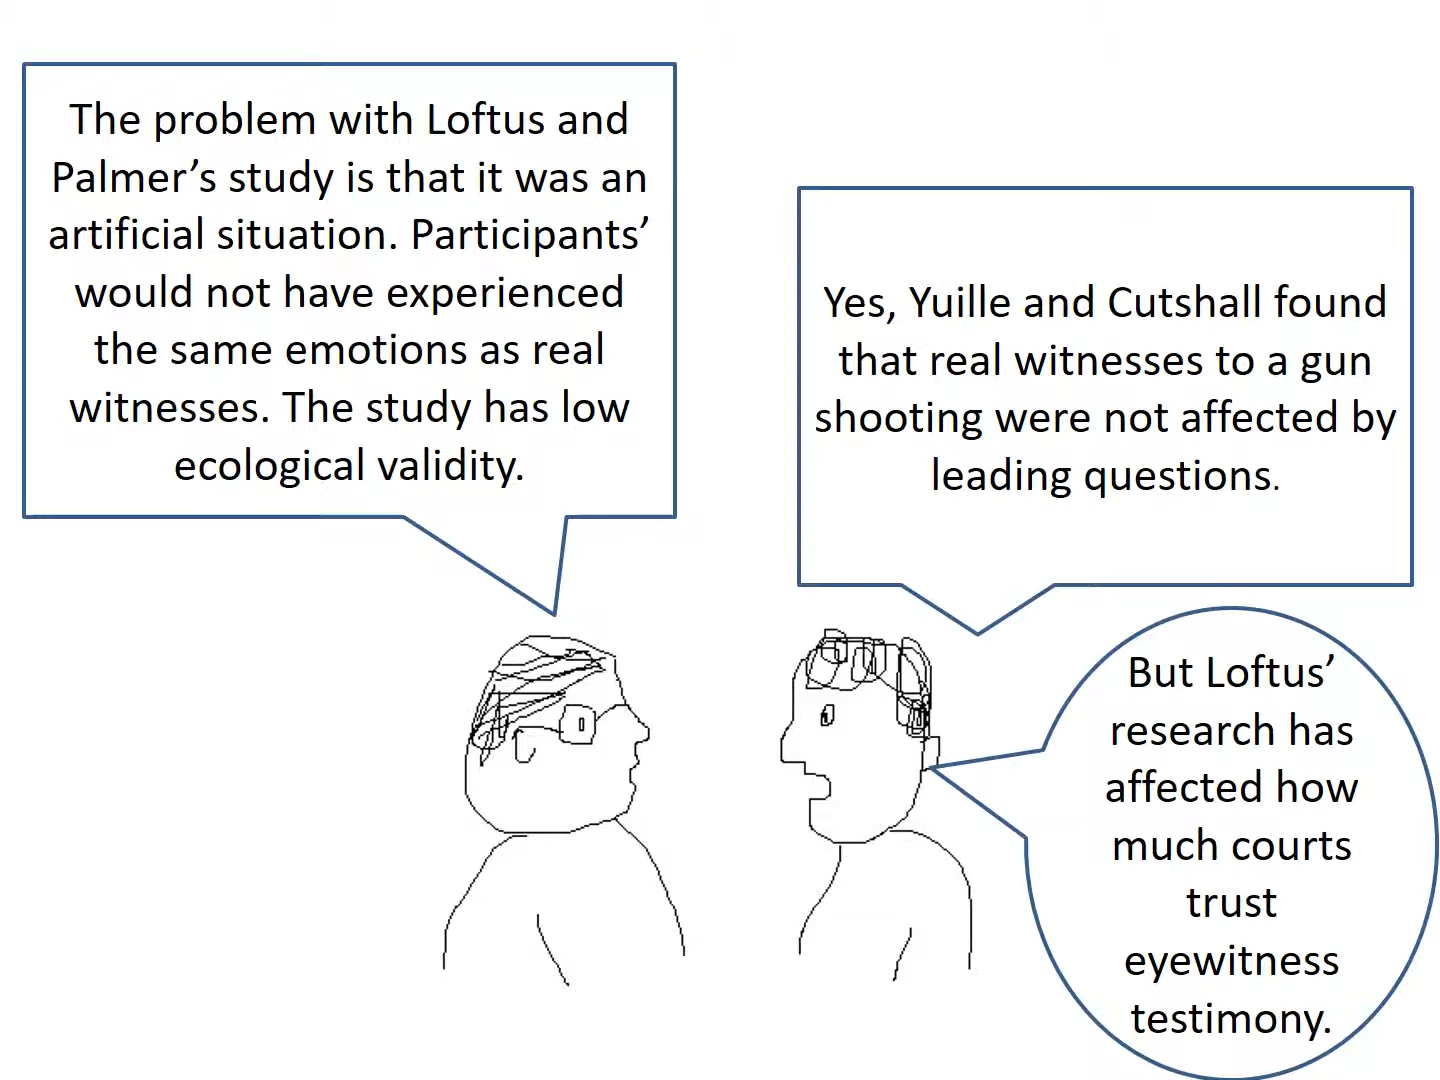 The problem with Loftus and
Palmer’s study is that it was an
artificial situation. Participants’
would not have experienced
the same emotions as real
witnesses. The study has low
ecological validity.
Yes, Yuille and Cutshall found
that real witnesses to a gun
shooting were not affected by
leading questions.
But Loftus’
research has
affected how
much courts
trust
eyewitness
testimony.